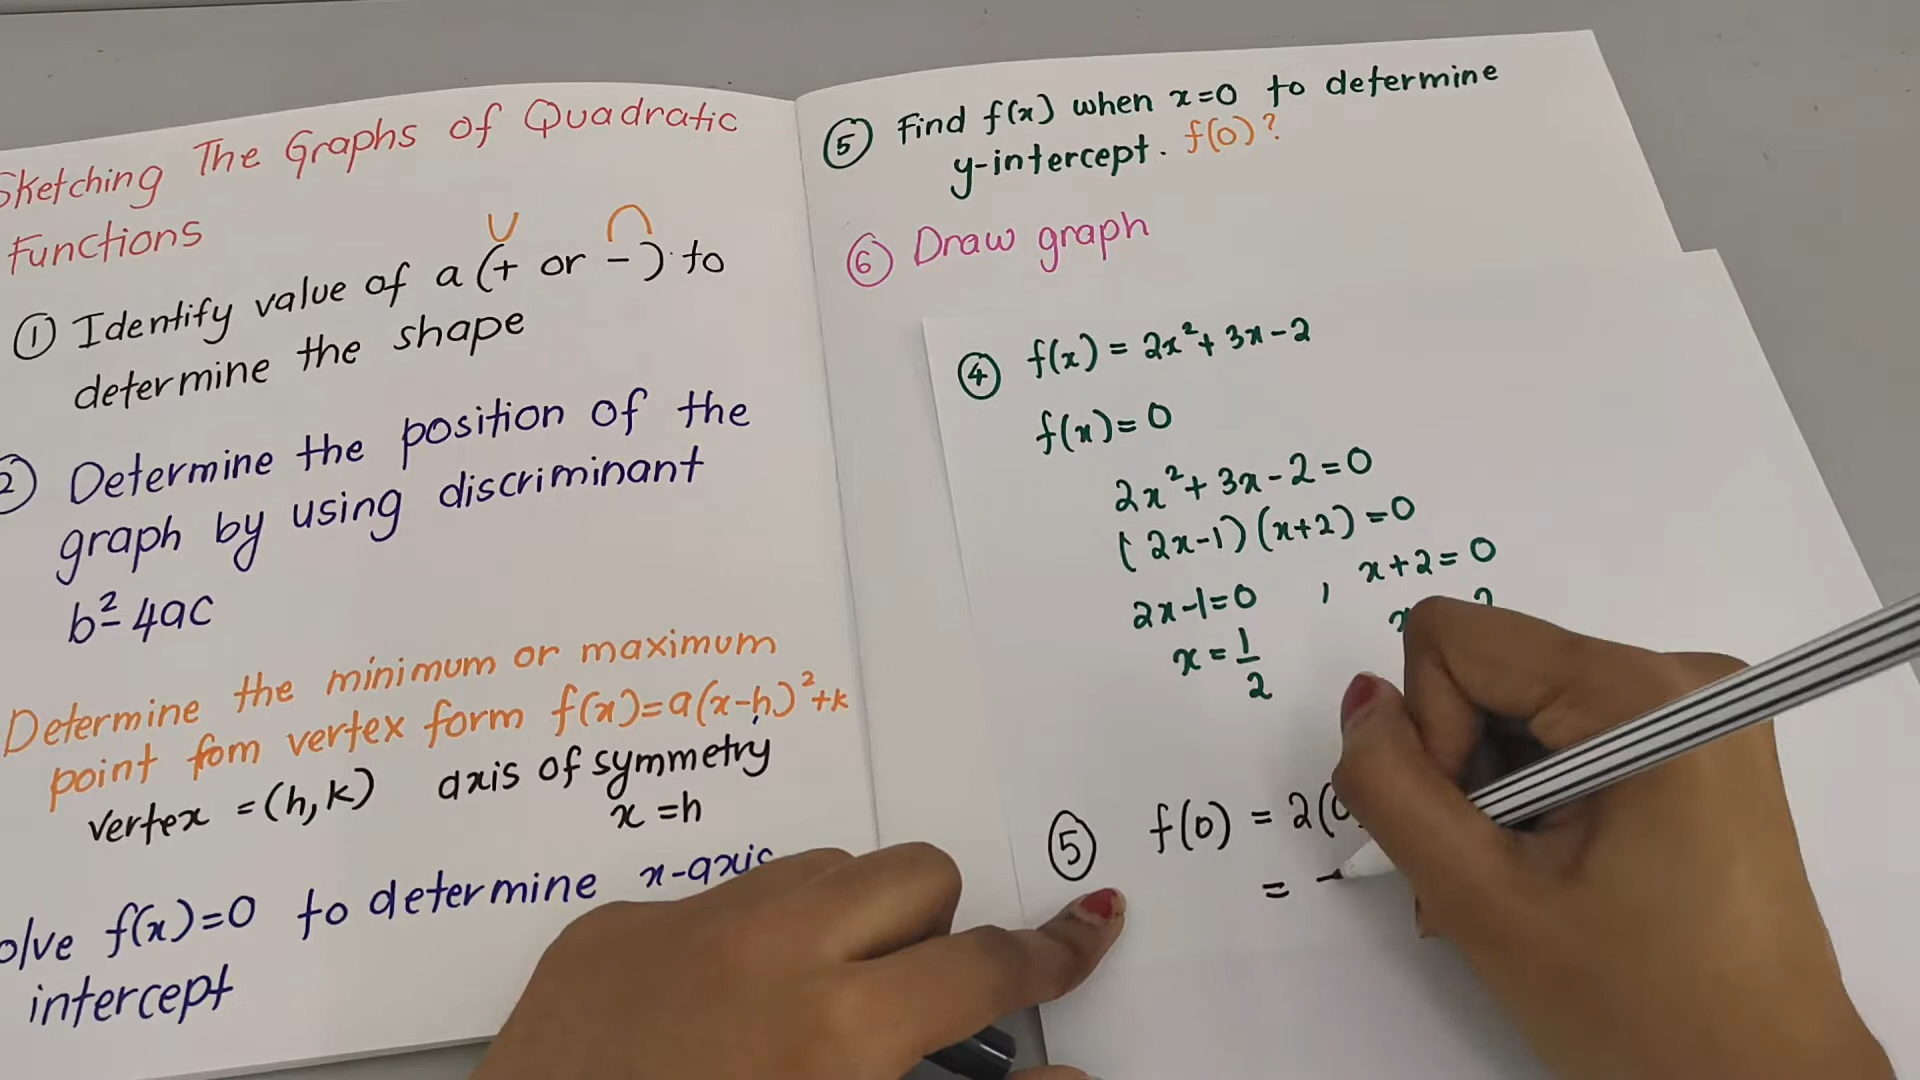 Sketching The Graphs of Quadratic
Functions
① Identify value of a (+ or -) to
determine the shape
② Determine the position of the
graph by using discriminant
b²-4ac
Determine the minimum or maximum
point fom vertex form f(x)=a(x-h)²+k
vertex =(h,k) axis of symmetry
x =h
olve f(x)=0 to determine x-axis
intercept
⑤ Find f(x) when x=0 to determine
y-intercept. f(0)?
⑥ Draw graph
④ f(x) = 2x²+3x-2
f(x)=0
2x²+3x-2=0
(2x-1)(x+2)=0
2x-1=0 , x+2=0
x=1/2
⑤ f(0) = 2(0
= -